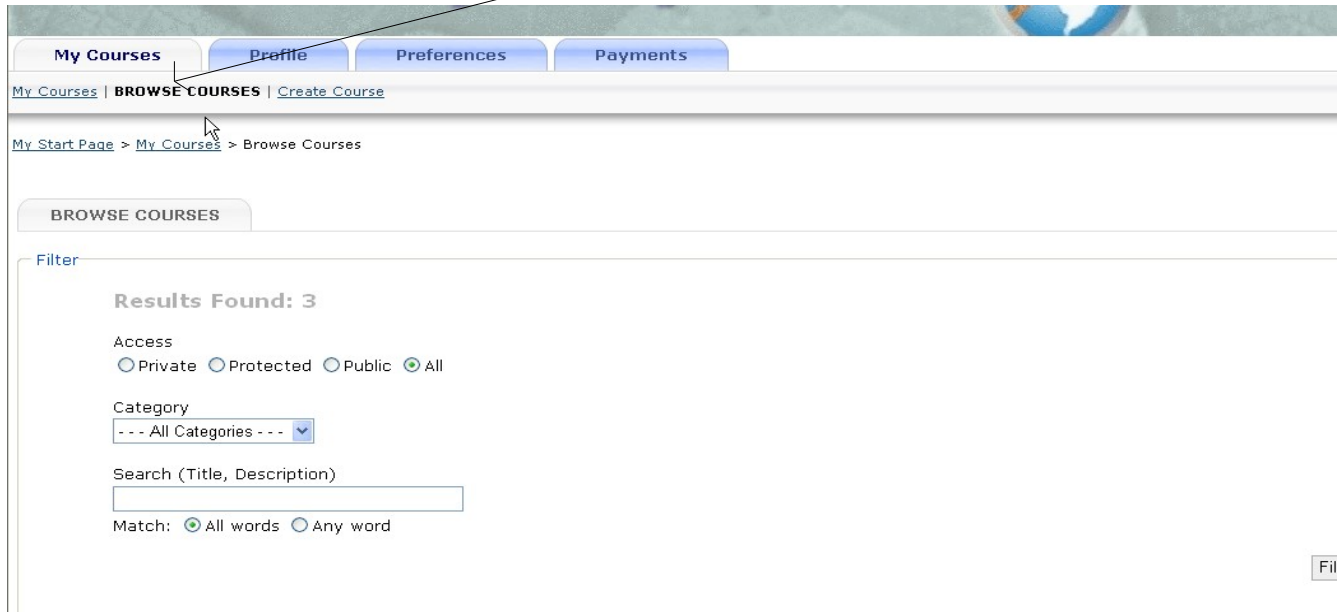 My Courses Profile Preferences Payments
My Courses | BROWSE COURSES | Create Course
My Start Page > My Courses > Browse Courses
BROWSE COURSES
Filter
Results Found: 3
Access
Private Protected Public All
Category
- - - All Categories - - -
Search (Title, Description)
Match: All words Any word
Fil